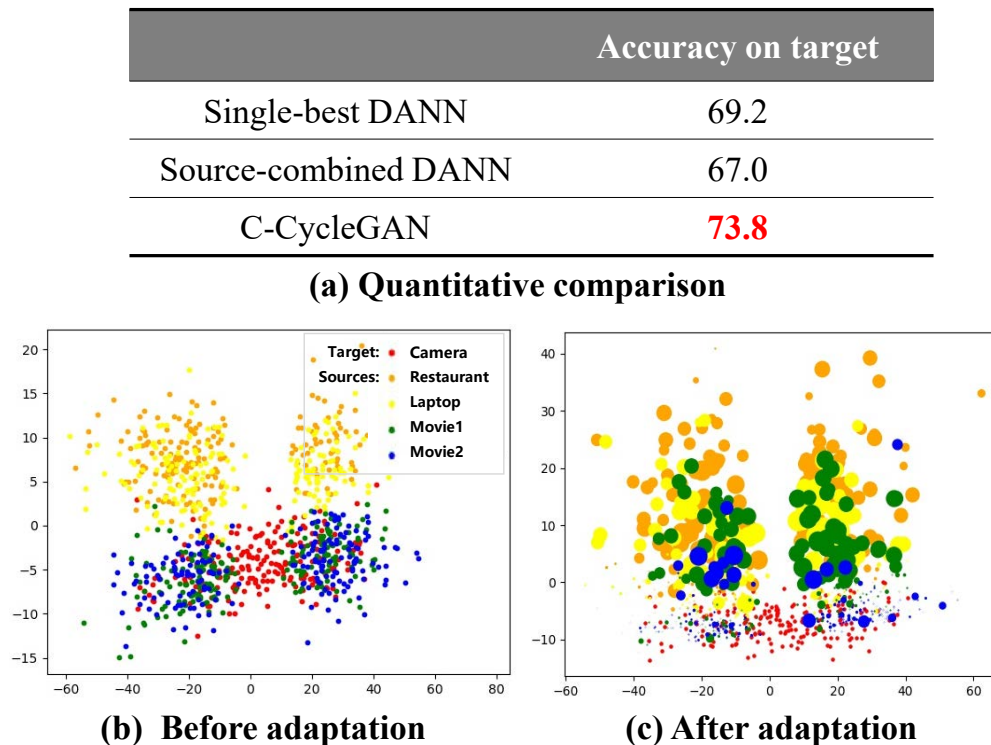 Accuracy on target
Single-best DANN 69.2
Source-combined DANN 67.0
C-CycleGAN 73.8
(a) Quantitative comparison
20
15
10
5
0
−5
−10
−15
−60 −40 −20 0 20 40 60 80
Target: Camera
Sources: Restaurant
Laptop
Movie1
Movie2
(b) Before adaptation
40
30
20
10
0
−10
−60 −40 −20 0 20 40 60
(c) After adaptation